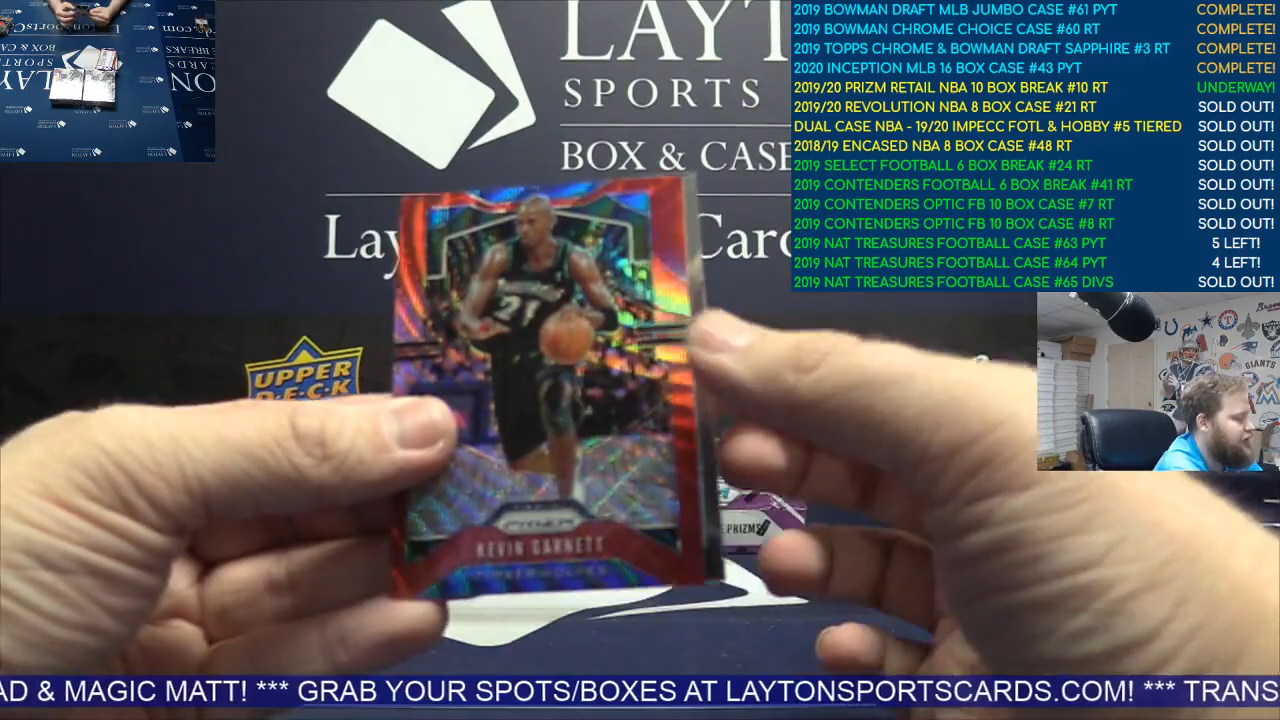 LAYT
SPORTS
BOX & CASE
Lay
Card
UPPER
DECK
21
PRIZM
KEVIN GARNETT
TIMBERWOLVES
PRIZMS
2019 BOWMAN DRAFT MLB JUMBO CASE #61 PYT COMPLETE!
2019 BOWMAN CHROME CHOICE CASE #60 RT COMPLETE!
2019 TOPPS CHROME & BOWMAN DRAFT SAPPHIRE #3 RT COMPLETE!
2020 INCEPTION MLB 16 BOX CASE #43 PYT COMPLETE!
2019/20 PRIZM RETAIL NBA 10 BOX BREAK #10 RT UNDERWAY!
2019/20 REVOLUTION NBA 8 BOX CASE #21 RT SOLD OUT!
DUAL CASE NBA - 19/20 IMPECC FOTL & HOBBY #5 TIERED SOLD OUT!
2018/19 ENCASED NBA 8 BOX CASE #48 RT SOLD OUT!
2019 SELECT FOOTBALL 6 BOX BREAK #24 RT SOLD OUT!
2019 CONTENDERS FOOTBALL 6 BOX BREAK #41 RT SOLD OUT!
2019 CONTENDERS OPTIC FB 10 BOX CASE #7 RT SOLD OUT!
2019 CONTENDERS OPTIC FB 10 BOX CASE #8 RT SOLD OUT!
2019 NAT TREASURES FOOTBALL CASE #63 PYT 5 LEFT!
2019 NAT TREASURES FOOTBALL CASE #64 PYT 4 LEFT!
2019 NAT TREASURES FOOTBALL CASE #65 DIVS SOLD OUT!
GIANTS
AD & MAGIC MATT! *** GRAB YOUR SPOTS/BOXES AT LAYTONSPORTSCARDS.COM! *** TRANS